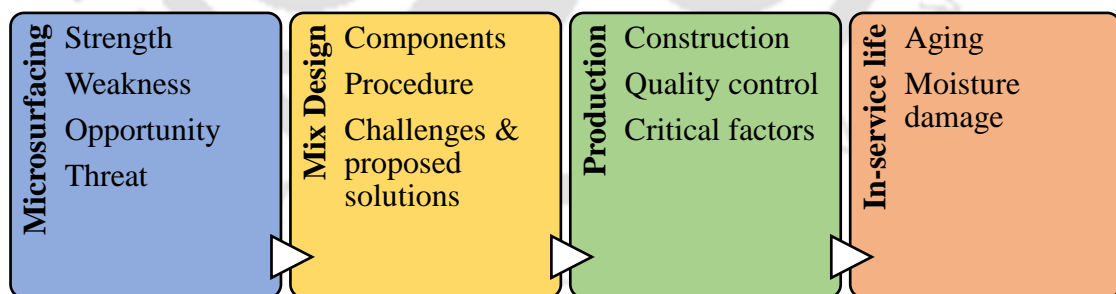 Microsurfacing
Strength
Weakness
Opportunity
Threat
Mix Design
Components
Procedure
Challenges &
proposed
solutions
Production
Construction
Quality control
Critical factors
In-service life
Aging
Moisture
damage